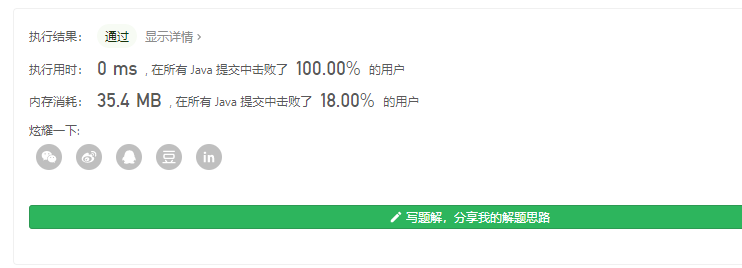 执行结果： 通过 显示详情 ›
执行用时： 0 ms , 在所有 Java 提交中击败了 100.00% 的用户
内存消耗： 35.4 MB , 在所有 Java 提交中击败了 18.00% 的用户
炫耀一下:
豆 in
写题解，分享我的解题思路